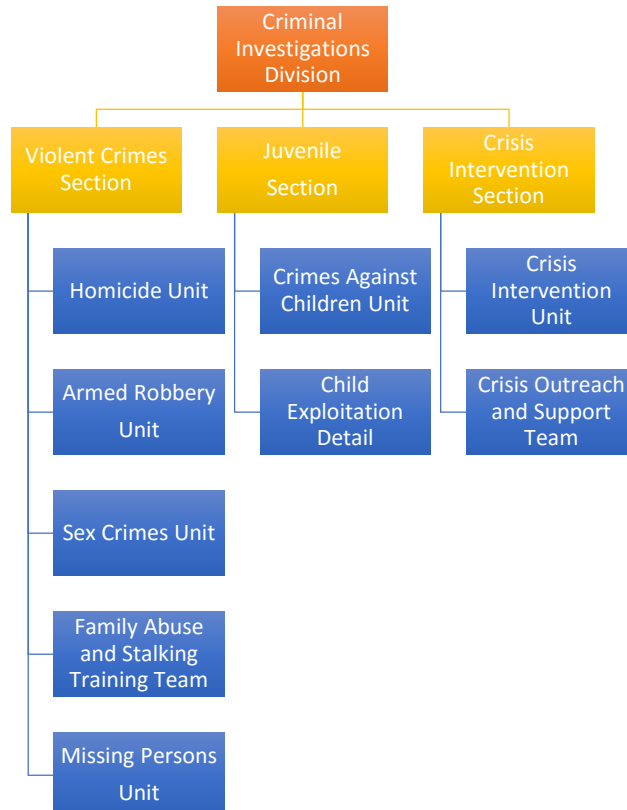 Criminal
Investigations
Division
Violent Crimes
Section
Juvenile
Section
Crisis
Intervention
Section
Homicide Unit
Armed Robbery
Unit
Sex Crimes Unit
Family Abuse
and Stalking
Training Team
Missing Persons
Unit
Crimes Against
Children Unit
Child
Exploitation
Detail
Crisis
Intervention
Unit
Crisis Outreach
and Support
Team